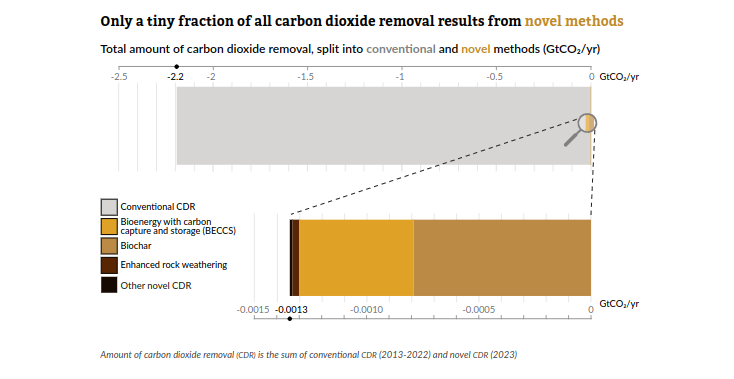 Only a tiny fraction of all carbon dioxide removal results from novel methods
Total amount of carbon dioxide removal, split into conventional and novel methods (GtCO₂/yr)
-2.5 -2.2 -2 -1.5 -1 -0.5 0 GtCO₂/yr
Conventional CDR
Bioenergy with carbon
capture and storage (BECCS)
Biochar
Enhanced rock weathering
Other novel CDR
GtCO₂/yr
-0.0015 -0.0013 -0.0010 -0.0005 0
Amount of carbon dioxide removal (CDR) is the sum of conventional CDR (2013-2022) and novel CDR (2023)